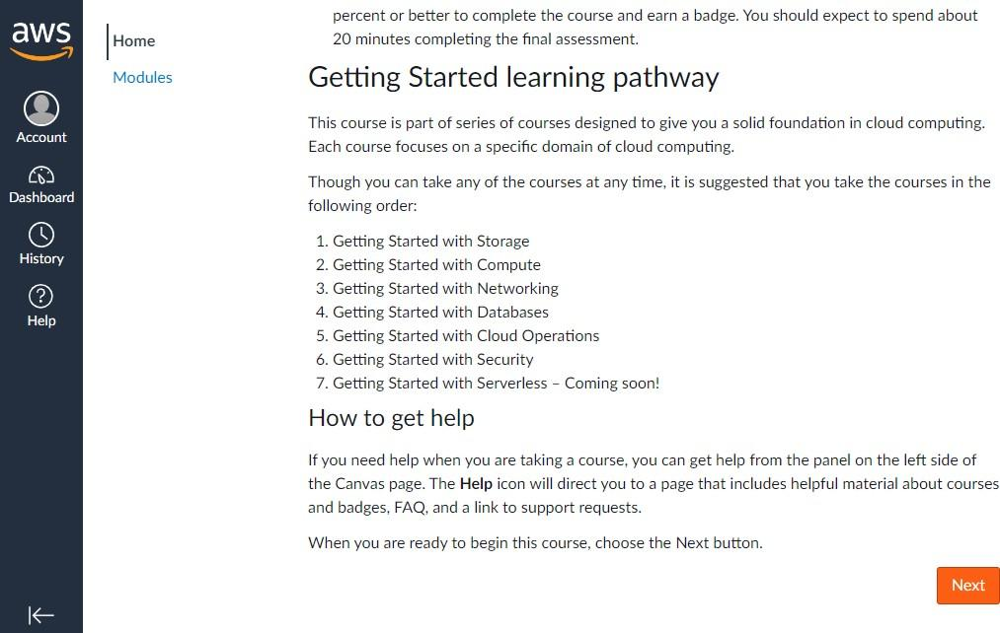 aws
Account
Dashboard
History
Help
Home
Modules
percent or better to complete the course and earn a badge. You should expect to spend about
20 minutes completing the final assessment.
Getting Started learning pathway
This course is part of series of courses designed to give you a solid foundation in cloud computing.
Each course focuses on a specific domain of cloud computing.
Though you can take any of the courses at any time, it is suggested that you take the courses in the
following order:
1. Getting Started with Storage
2. Getting Started with Compute
3. Getting Started with Networking
4. Getting Started with Databases
5. Getting Started with Cloud Operations
6. Getting Started with Security
7. Getting Started with Serverless – Coming soon!
How to get help
If you need help when you are taking a course, you can get help from the panel on the left side of
the Canvas page. The Help icon will direct you to a page that includes helpful material about courses
and badges, FAQ, and a link to support requests.
When you are ready to begin this course, choose the Next button.
Next